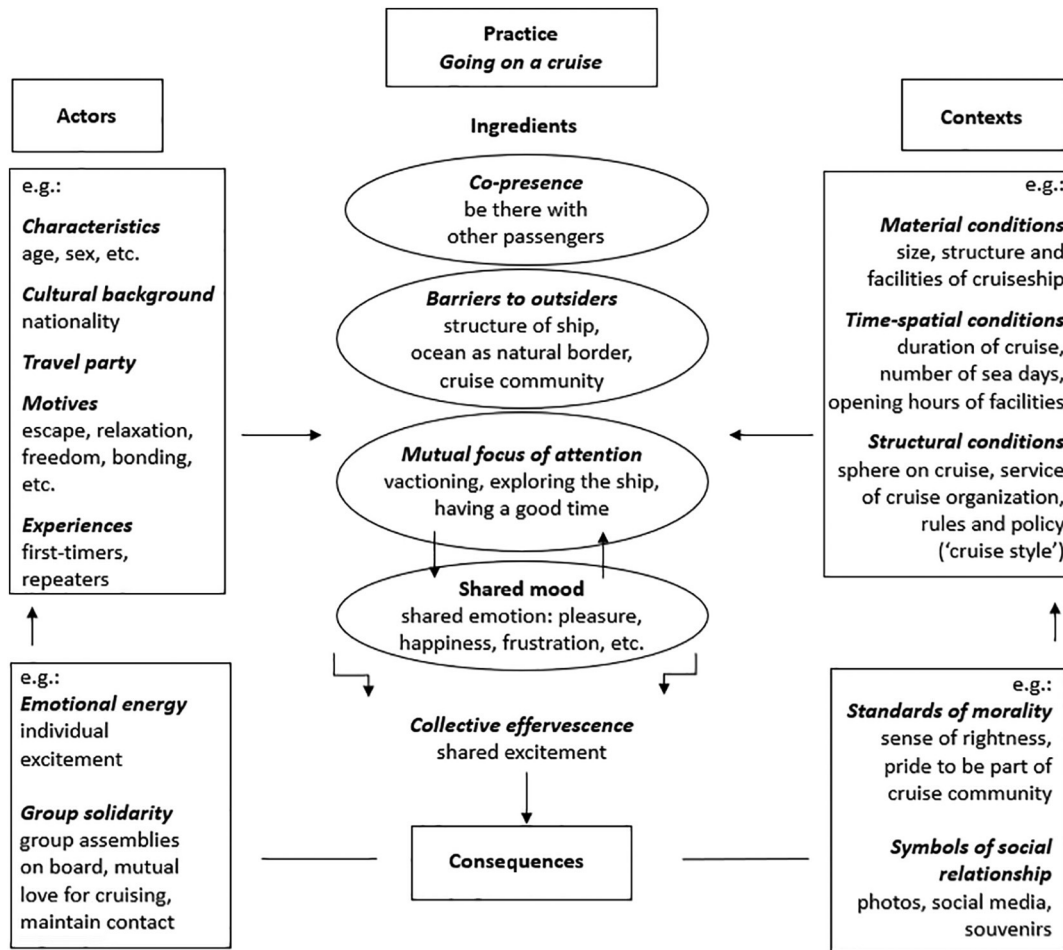 Practice
Going on a cruise
Actors
e.g.:
Characteristics
age, sex, etc.
Cultural background
nationality
Travel party
Motives
escape, relaxation,
freedom, bonding,
etc.
Experiences
first-timers,
repeaters
Ingredients
Co-presence
be there with
other passengers
Barriers to outsiders
structure of ship,
ocean as natural border,
cruise community
Mutual focus of attention
vactioning, exploring the ship,
having a good time
Shared mood
shared emotion: pleasure,
happiness, frustration, etc.
Collective effervescence
shared excitement
Consequences
Contexts
e.g.:
Material conditions
size, structure and
facilities of cruiseship
Time-spatial conditions
duration of cruise,
number of sea days,
opening hours of facilities
Structural conditions
sphere on cruise, service
of cruise organization,
rules and policy
(‘cruise style’)
e.g.:
Emotional energy
individual
excitement
Group solidarity
group assemblies
on board, mutual
love for cruising,
maintain contact
e.g.:
Standards of morality
sense of rightness,
pride to be part of
cruise community
Symbols of social
relationship
photos, social media,
souvenirs